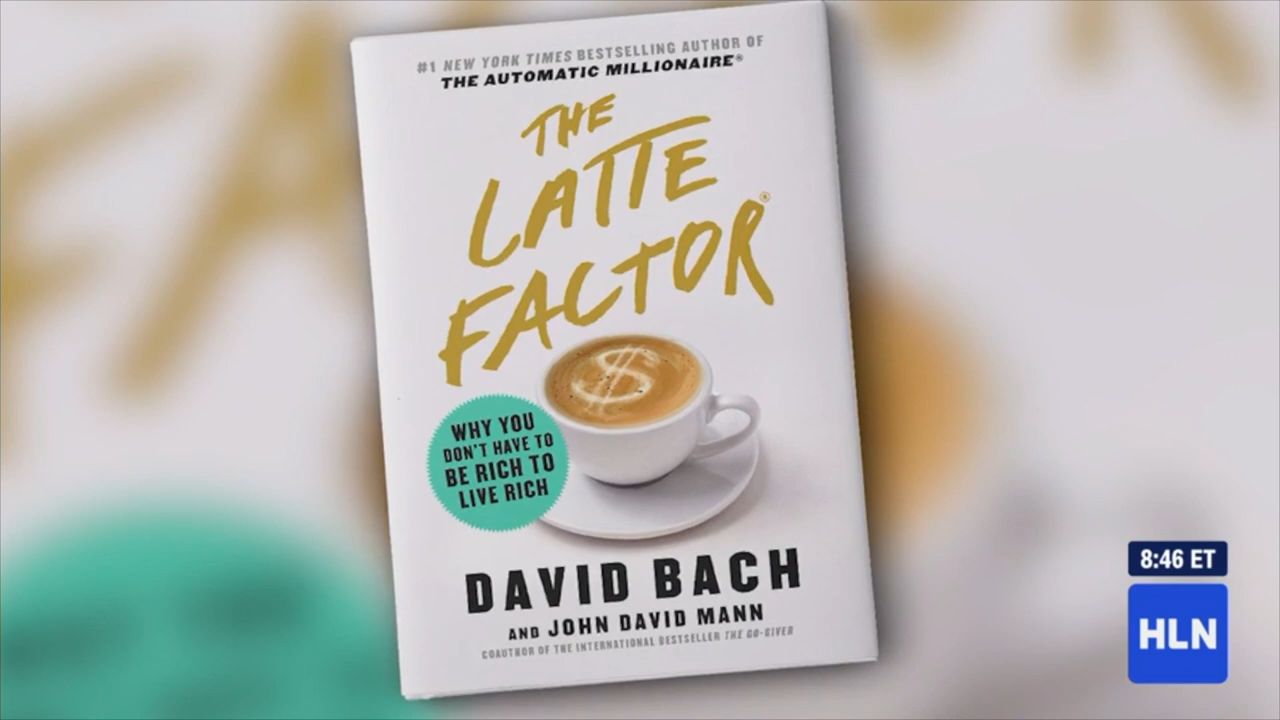 #1 NEW YORK TIMES BESTSELLING AUTHOR OF
THE AUTOMATIC MILLIONAIRE®
THE
LATTE
FACTOR®
$
WHY YOU
DON'T HAVE TO
BE RICH TO
LIVE RICH
DAVID BACH
AND JOHN DAVID MANN
COAUTHOR OF THE INTERNATIONAL BESTSELLER THE GO-GIVER
8:46 ET
HLN